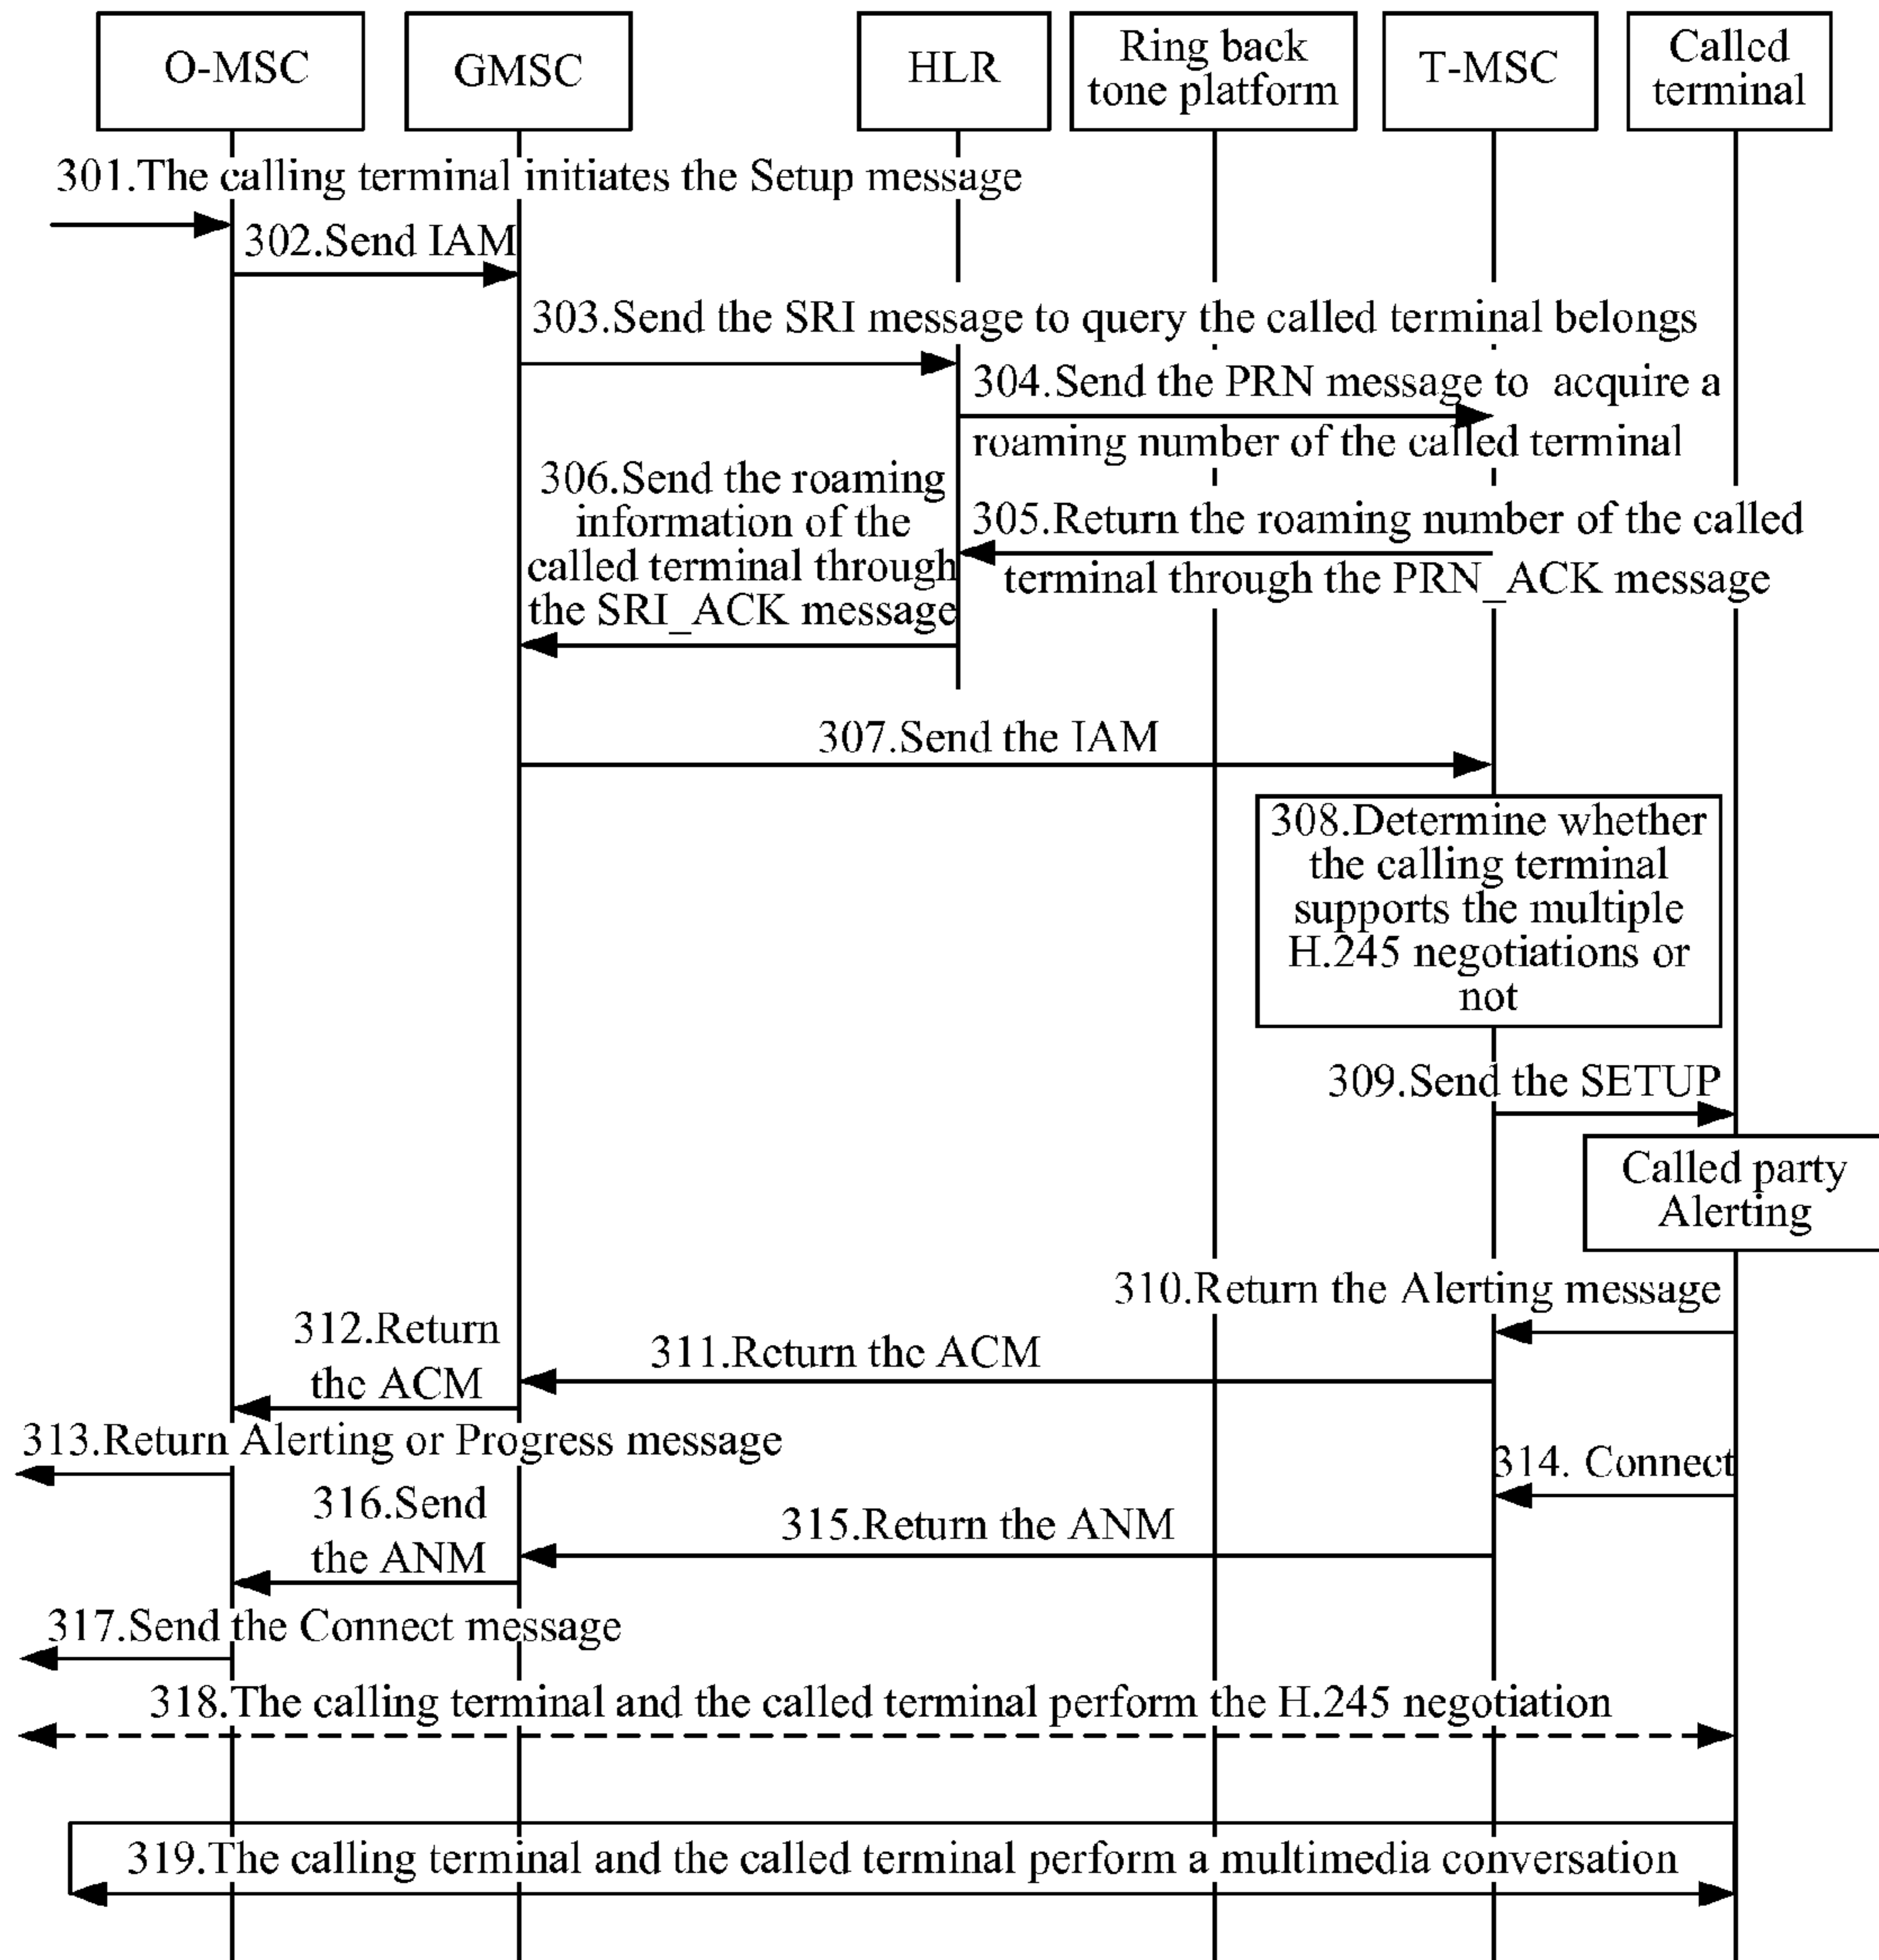 O-MSC
GMSC
HLR
Ring back
tone platform
T-MSC
Called
terminal
301.The calling terminal initiates the Setup message
302.Send IAM
303.Send the SRI message to query the called terminal belongs
304.Send the PRN message to acquire a
roaming number of the called terminal
306.Send the roaming
information of the
called terminal through
the SRI_ACK message
305.Return the roaming number of the called
terminal through the PRN_ACK message
307.Send the IAM
308.Determine whether
the calling terminal
supports the multiple
H.245 negotiations or
not
309.Send the SETUP
Called party
Alerting
310.Return the Alerting message
312.Return
the ACM
311.Return the ACM
313.Return Alerting or Progress message
314. Connect
316.Send
the ANM
315.Return the ANM
317.Send the Connect message
318.The calling terminal and the called terminal perform the H.245 negotiation
319.The calling terminal and the called terminal perform a multimedia conversation